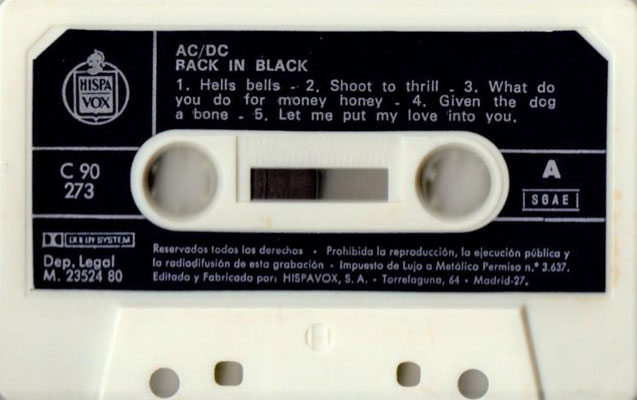 HISPA
VOX
AC/DC
RACK IN BLACK
1. Hells bells - 2. Shoot to thrill - 3. What do
you do for money honey - 4. Given the dog
a bone - 5. Let me put my love into you.
C 90
273
A
SGAE
DOLBY SYSTEM
Dep. Legal
M. 23524 80
Reservados todos los derechos - Prohibida la reproducción, la ejecución pública y
la radiodifusión de esta grabación - Impuesto de Lujo a Metálico Permiso n.º 3.637.
Editado y Fabricado por: HISPAVOX, S. A. - Torrelaguna, 64 - Madrid-27.